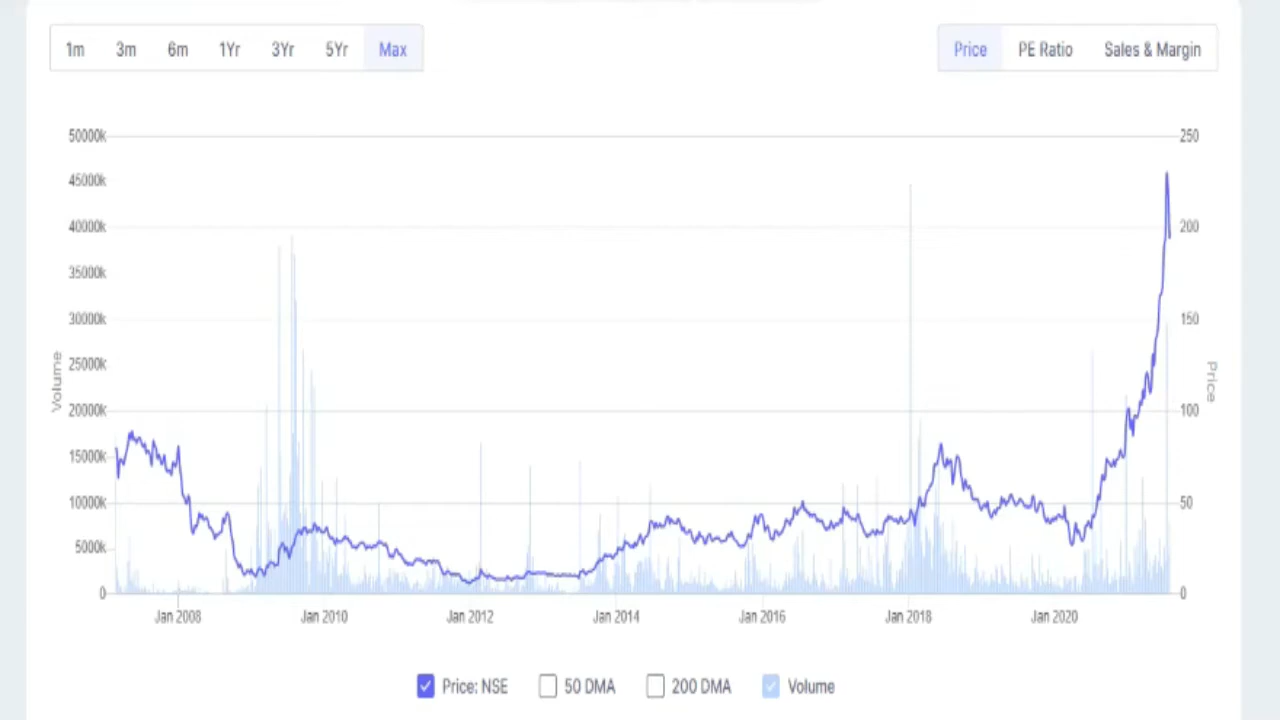 1m 3m 6m 1Yr 3Yr 5Yr Max Price PE Ratio Sales & Margin
50000k 250
45000k
40000k 200
35000k
30000k 150
Volume
25000k
Price
20000k 100
15000k
10000k 50
5000k
0 0
Jan 2008 Jan 2010 Jan 2012 Jan 2014 Jan 2016 Jan 2018 Jan 2020
Price: NSE 50 DMA 200 DMA Volume